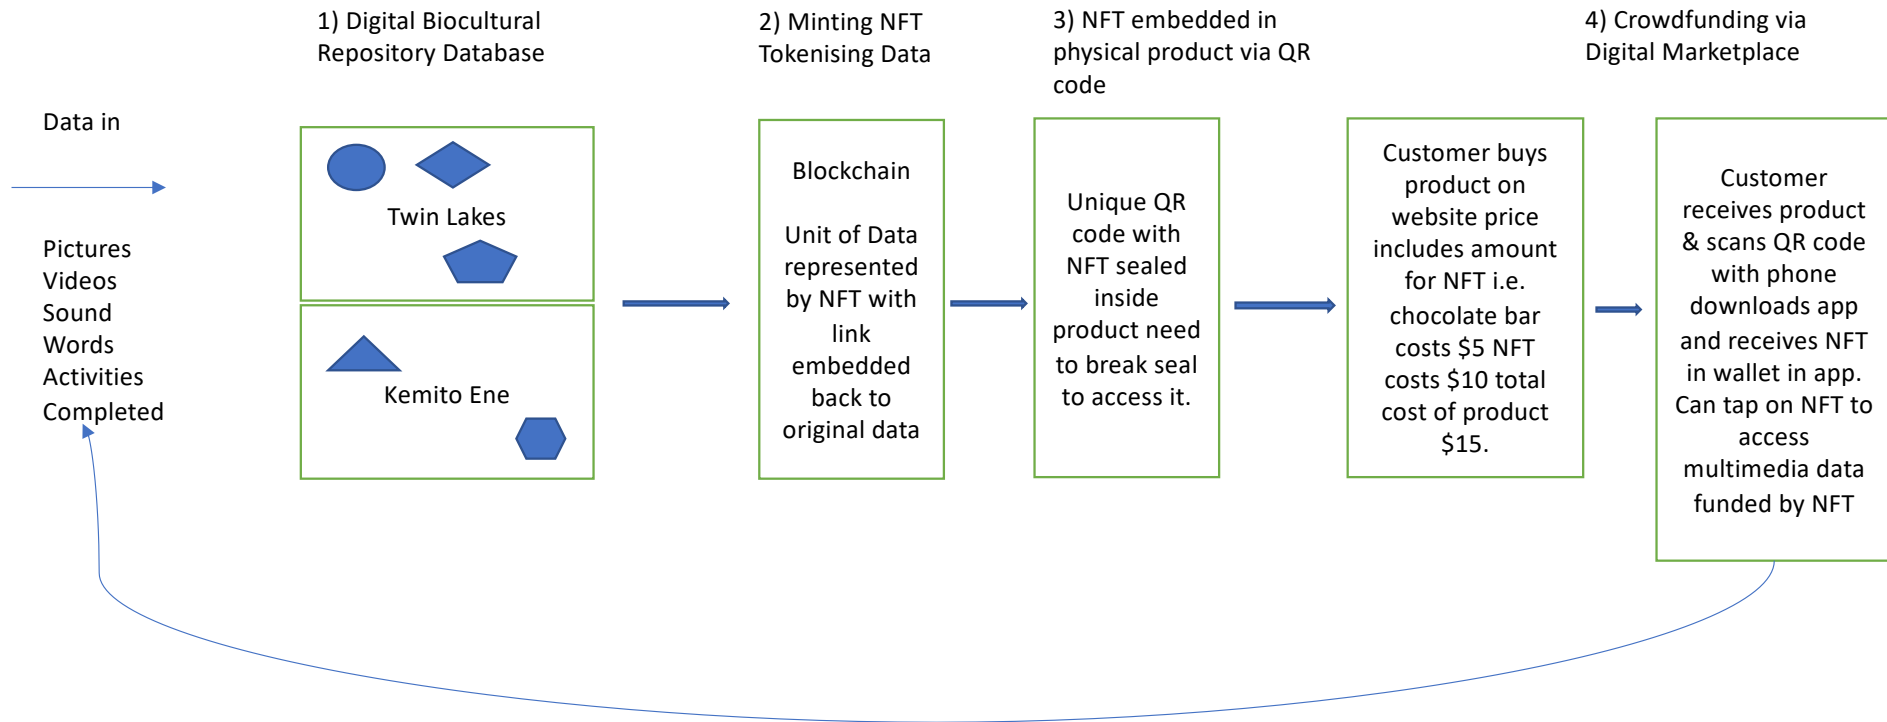 1) Digital Biocultural
Repository Database
2) Minting NFT
Tokenising Data
3) NFT embedded in
physical product via QR
code
4) Crowdfunding via
Digital Marketplace
Data in
Pictures
Videos
Sound
Words
Activities
Completed
Twin Lakes
Kemito Ene
Blockchain
Unit of Data
represented
by NFT with
link
embedded
back to
original data
Unique QR
code with
NFT sealed
inside
product need
to break seal
to access it.
Customer buys
product on
website price
includes amount
for NFT i.e.
chocolate bar
costs $5 NFT
costs $10 total
cost of product
$15.
Customer
receives product
& scans QR code
with phone
downloads app
and receives NFT
in wallet in app.
Can tap on NFT to
access
multimedia data
funded by NFT